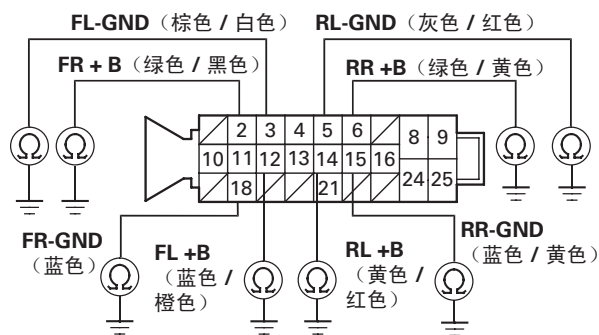 FL-GND（棕色 / 白色） RL-GND（灰色 / 红色）
FR + B（绿色 / 黑色） RR +B（绿色 / 黄色）
2 3 4 5 6 8 9
10 11 12 13 14 15 16
18 21 24 25
Ω Ω Ω Ω
FR-GND
（蓝色）
FL +B
（蓝色 /
橙色）
RL +B
（黄色 /
红色）
RR-GND
（蓝色 / 黄色）
Ω Ω Ω Ω